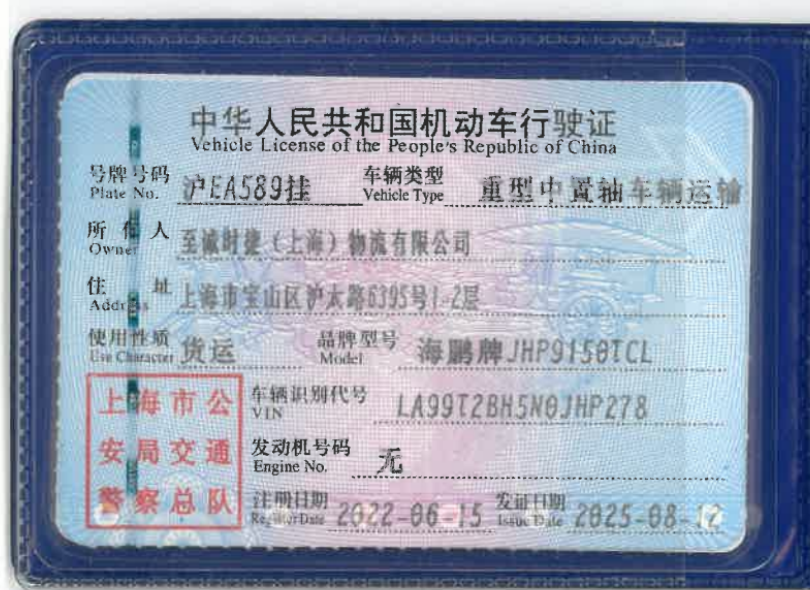 中华人民共和国机动车行驶证
Vehicle License of the People's Republic of China
号牌号码 沪EA589挂 车辆类型 重型中置轴车辆运输
Plate No. Vehicle Type
所有人 至诚时捷（上海）物流有限公司
Owner
住址 上海市宝山区沪太路6395号1-2层
Address
使用性质 货运 品牌型号 海鹏牌JHP9150TCL
Use Character Model
上海市公 车辆识别代号 LA99T2BH5N0JHP278
VIN
安局交通 发动机号码 无
Engine No.
警察总队 注册日期 2022-06-15 发证日期 2025-08-12
Register Date Issue Date